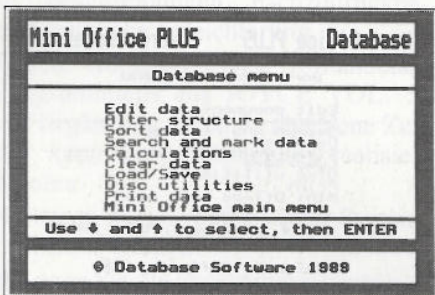 Mini Office PLUS Database
Database menu
Edit data
Alter structure
Sort data
Search and mark data
Calculations
Clear data
Load/Save
Disc utilities
Print data
Mini Office main menu
Use ↓ and ↑ to select, then ENTER
© Database Software 1989